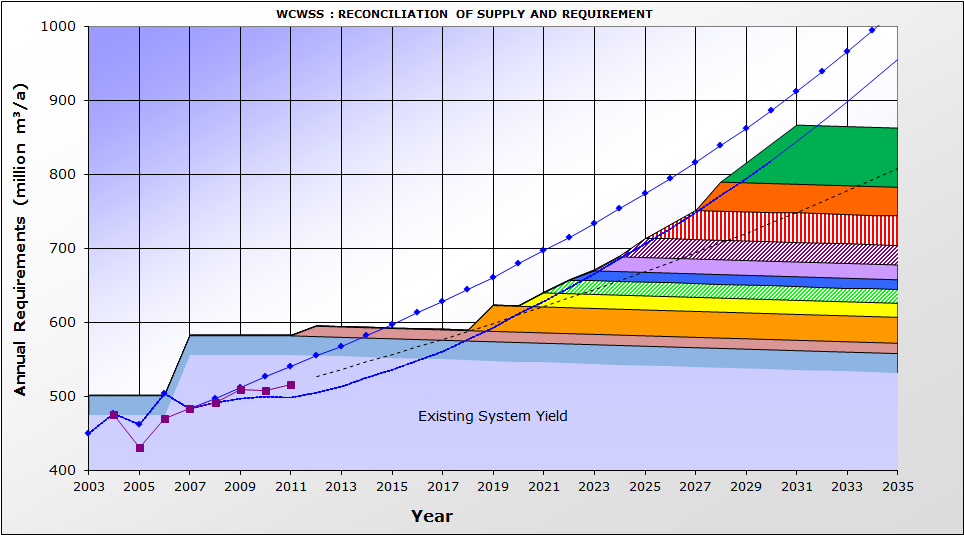 WCWSS : RECONCILIATION OF SUPPLY AND REQUIREMENT
Annual Requirements (million m³/a)
1000
900
800
700
600
500
400
Existing System Yield
2003 2005 2007 2009 2011 2013 2015 2017 2019 2021 2023 2025 2027 2029 2031 2033 2035
Year